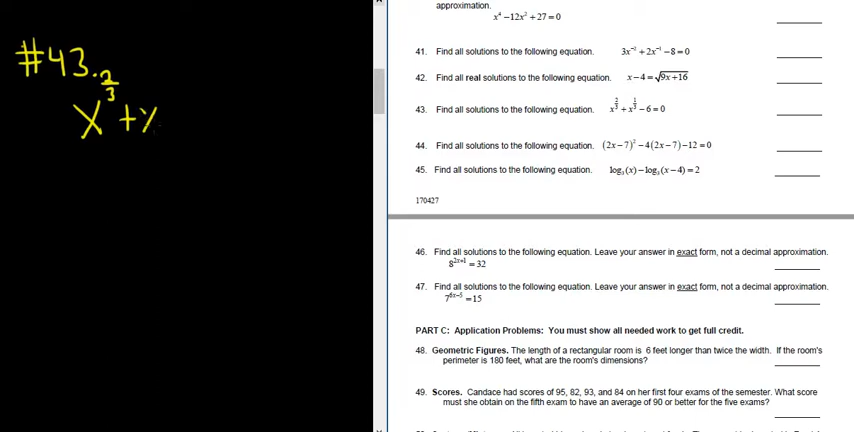 #43.
x^(2/3) + x
approximation.
x⁴ −12x² + 27 = 0
41. Find all solutions to the following equation. 3x⁻² + 2x⁻¹ − 8 = 0
42. Find all real solutions to the following equation. x − 4 = √(9x + 16)
43. Find all solutions to the following equation. x^(2/3) + x^(1/3) − 6 = 0
44. Find all solutions to the following equation. (2x − 7)² − 4(2x − 7) − 12 = 0
45. Find all solutions to the following equation. log₃(x) − log₃(x − 4) = 2
170427
46. Find all solutions to the following equation. Leave your answer in exact form, not a decimal approximation.
8^(2x+1) = 32
47. Find all solutions to the following equation. Leave your answer in exact form, not a decimal approximation.
7^(6x−5) = 15
PART C: Application Problems: You must show all needed work to get full credit.
48. Geometric Figures. The length of a rectangular room is 6 feet longer than twice the width. If the room's
perimeter is 180 feet, what are the room's dimensions?
49. Scores. Candace had scores of 95, 82, 93, and 84 on her first four exams of the semester. What score
must she obtain on the fifth exam to have an average of 90 or better for the five exams?